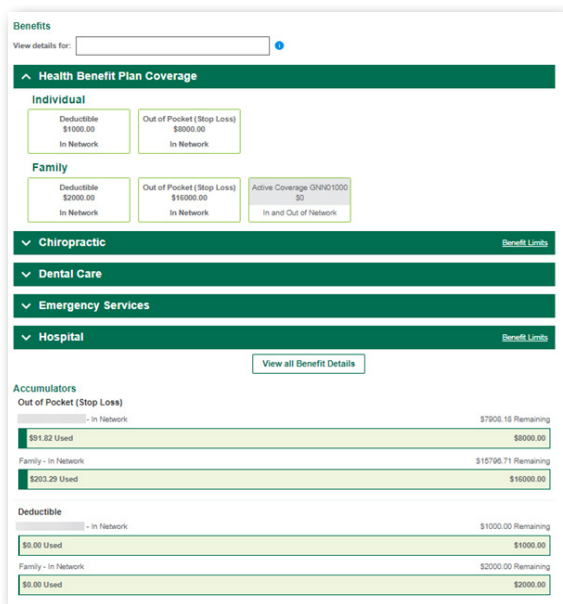 Benefits
View details for:
Health Benefit Plan Coverage
Individual
Deductible
$1000.00
In Network
Out of Pocket (Stop Loss)
$8000.00
In Network
Family
Deductible
$2000.00
In Network
Out of Pocket (Stop Loss)
$16000.00
In Network
Active Coverage GNN01000
$0
In and Out of Network
Chiropractic Benefit Limits
Dental Care
Emergency Services
Hospital Benefit Limits
View all Benefit Details
Accumulators
Out of Pocket (Stop Loss)
- In Network $7908.18 Remaining
$91.82 Used $8000.00
Family - In Network $15796.71 Remaining
$203.29 Used $16000.00
Deductible
- In Network $1000.00 Remaining
$0.00 Used $1000.00
Family - In Network $2000.00 Remaining
$0.00 Used $2000.00